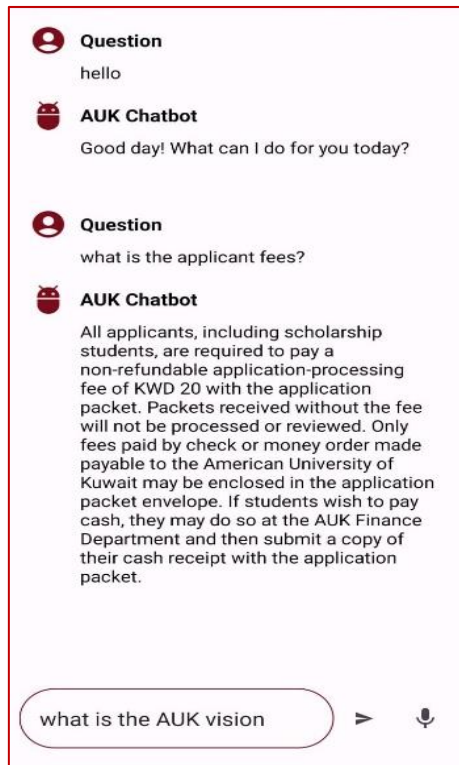 Question
hello
AUK Chatbot
Good day! What can I do for you today?
Question
what is the applicant fees?
AUK Chatbot
All applicants, including scholarship
students, are required to pay a
non-refundable application-processing
fee of KWD 20 with the application
packet. Packets received without the fee
will not be processed or reviewed. Only
fees paid by check or money order made
payable to the American University of
Kuwait may be enclosed in the application
packet envelope. If students wish to pay
cash, they may do so at the AUK Finance
Department and then submit a copy of
their cash receipt with the application
packet.
what is the AUK vision